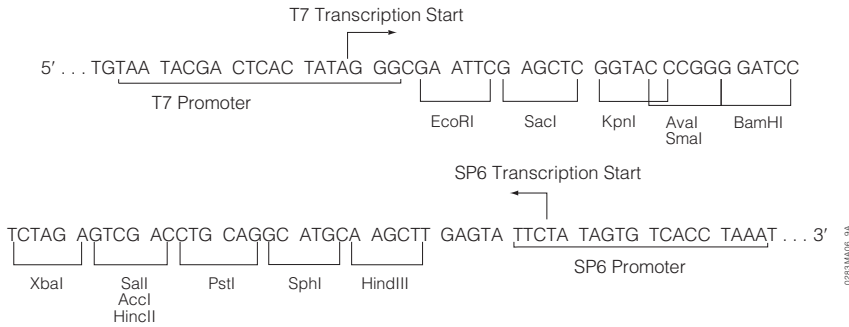 T7 Transcription Start
5′ . . . TGTAA TACGA CTCAC TATAG GGCGA ATTCG AGCTC GGTAC CCGGG GATCC
T7 Promoter
EcoRI SacI KpnI AvaI BamHI
SmaI
SP6 Transcription Start
TCTAGA AGTCG ACCTG CAGGC ATGCA AGCTT GAGTA TTCTA TAGTG TCACC TAAAT . . . 3′
XbaI SalI PstI SphI HindIII SP6 Promoter
AccI
HincII
0283MA06_9A